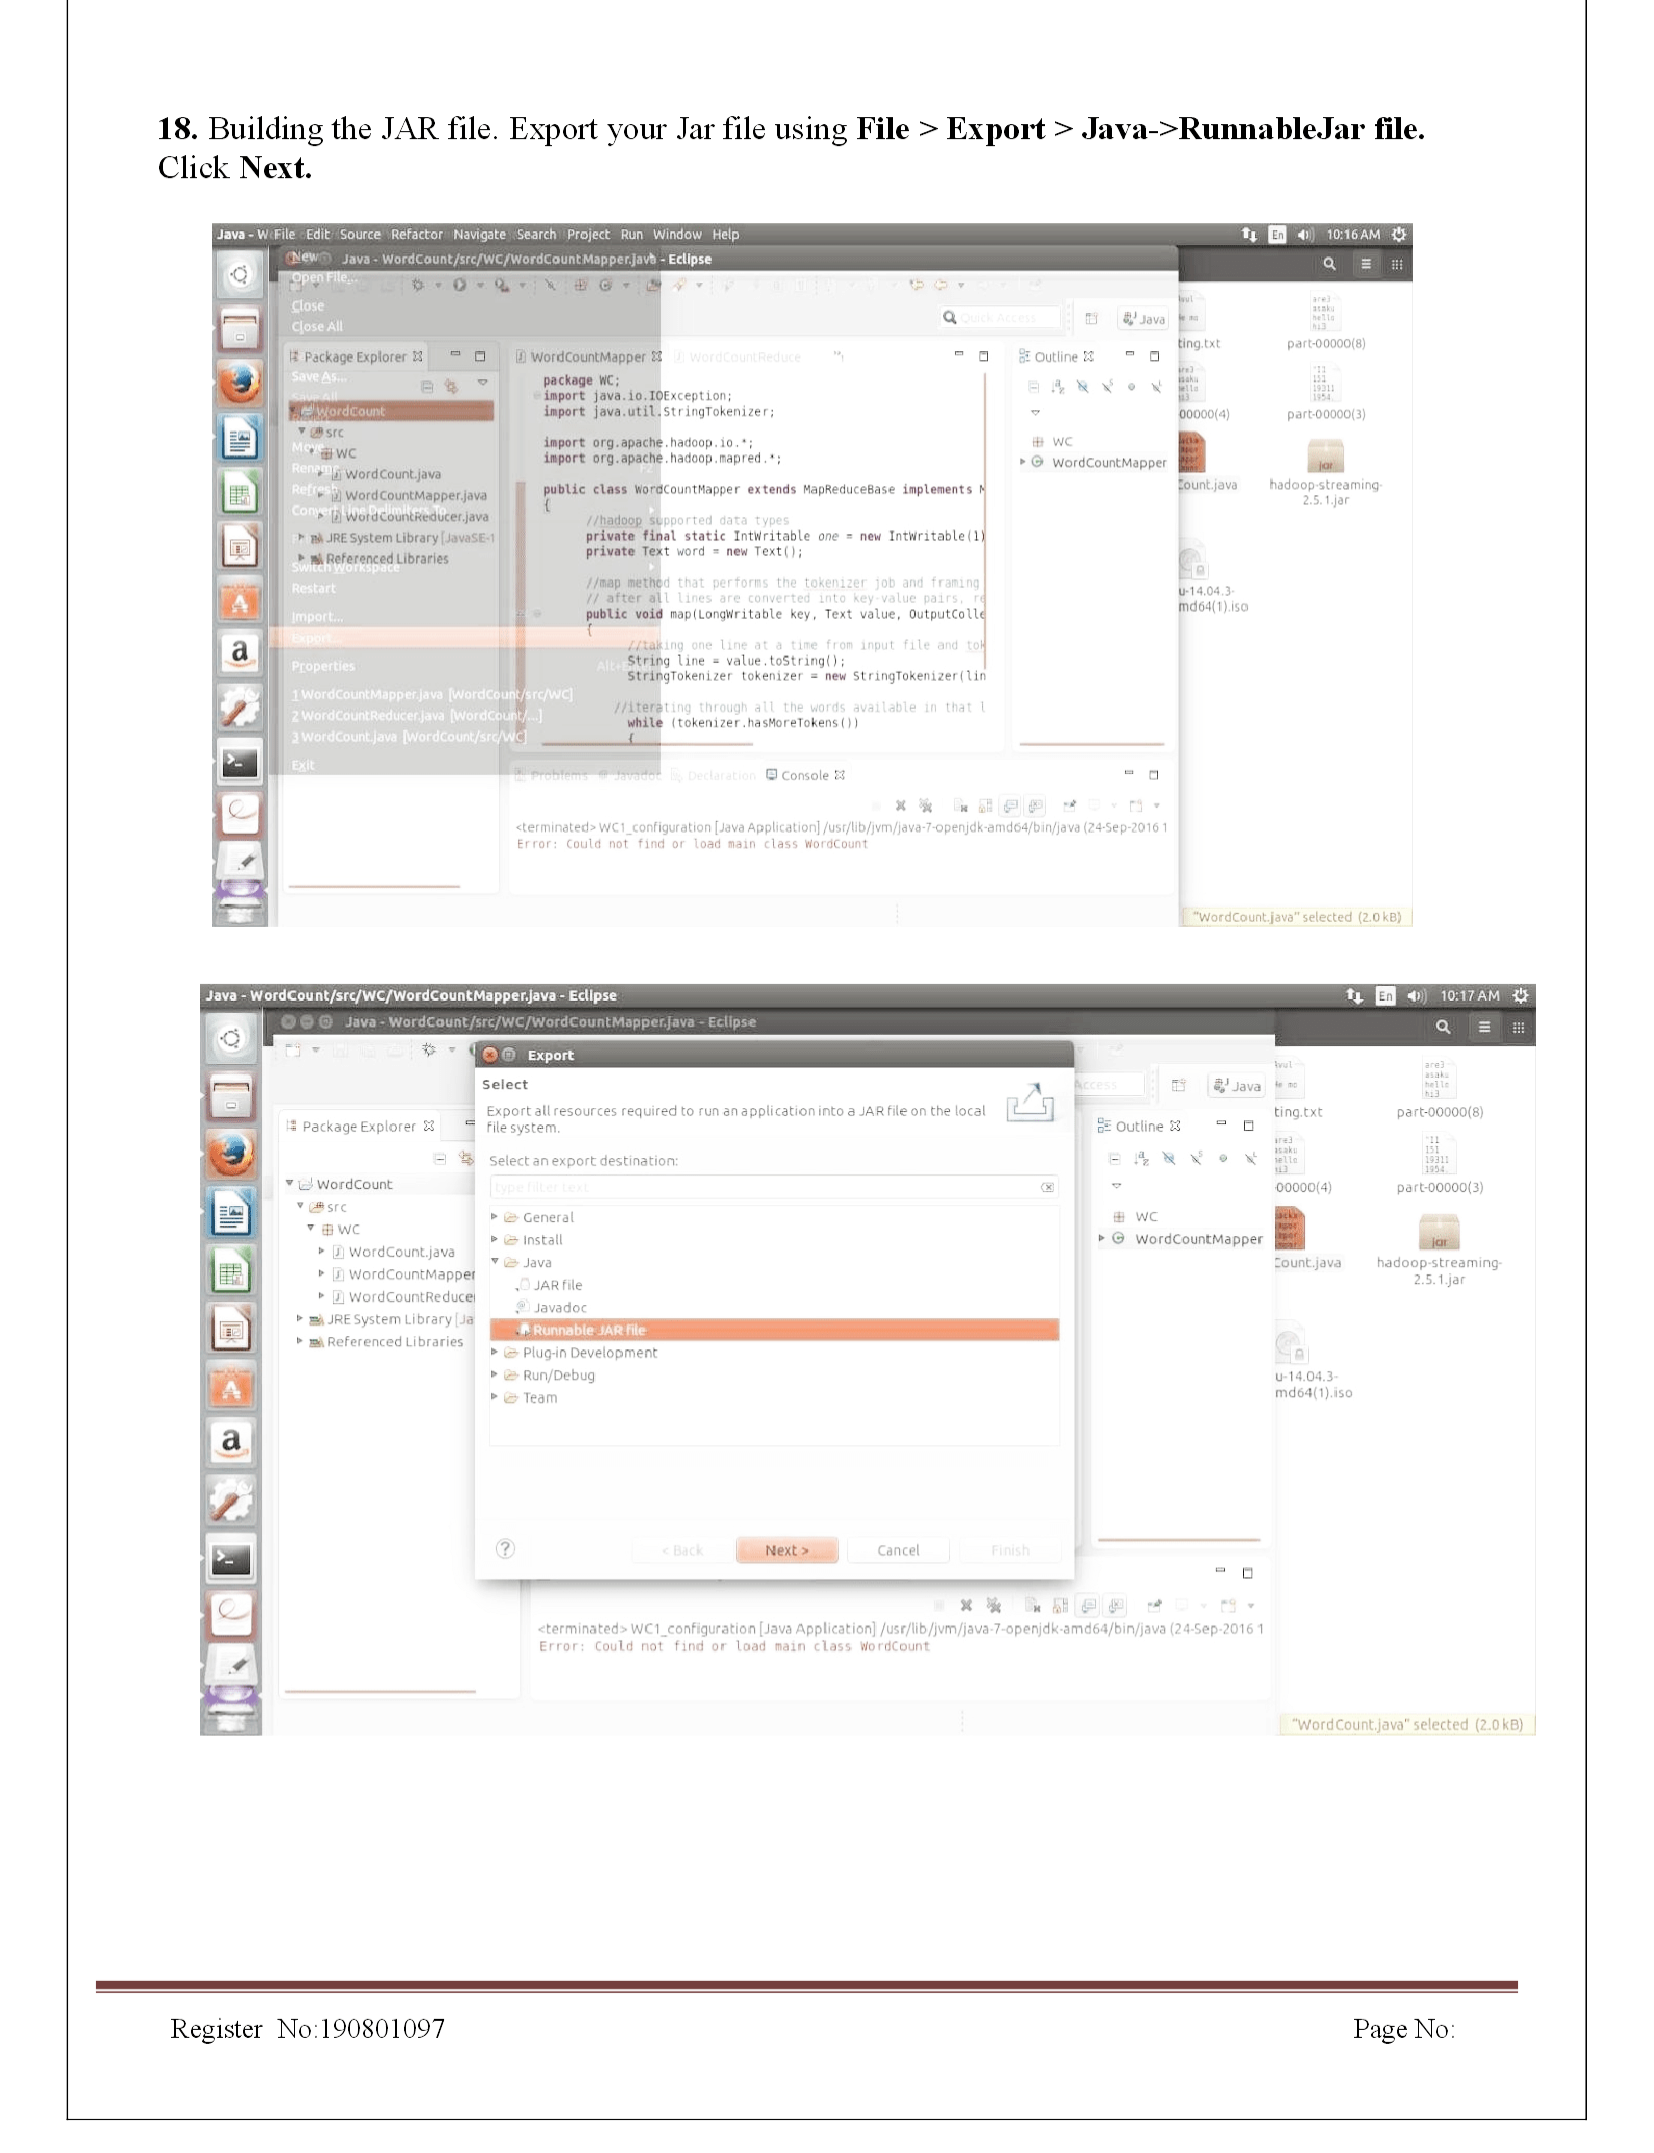 18. Building the JAR file. Export your Jar file using File > Export > Java->RunnableJar file.
Click Next.
Java - W File Edit Source Refactor Navigate Search Project Run Window Help
En 10:16 AM
New
Java - WordCount/src/WC/WordCountMapper.java - Eclipse
Open File...
Close
Close All
Quick Access
Java
Package Explorer
WordCountMapper
WordCountReduce
Outline
Save As...
Save All
WordCount
src
Move
WC
Rename
F2
WordCount.java
Refresh
WordCountMapper.java
Convert Line Delimiters To
WordCountReducer.java
JRE System Library [JavaSE-1
Referenced Libraries
Switch Workspace
Restart
Import...
Export...
Properties
1 WordCountMapper.java [WordCount/src/WC]
2 WordCountReducer.java [WordCount/...]
3 WordCount.java [WordCount/src/WC]
Exit
package WC;
import java.io.IOException;
import java.util.StringTokenizer;
import org.apache.hadoop.io.*;
import org.apache.hadoop.mapred.*;
public class WordCountMapper extends MapReduceBase implements M
{
//hadoop supported data types
private final static IntWritable one = new IntWritable(1)
private Text word = new Text();
//map method that performs the tokenizer job and framing
// after all lines are converted into key-value pairs, re
public void map(LongWritable key, Text value, OutputColle
{
//taking one line at a time from input file and tok
String line = value.toString();
StringTokenizer tokenizer = new StringTokenizer(lin
//iterating through all the words available in that l
while (tokenizer.hasMoreTokens())
{
WC
WordCountMapper
Problems Javadoc Declaration Console
<terminated> WC1_configuration [Java Application] /usr/lib/jvm/java-7-openjdk-amd64/bin/java (24-Sep-2016 1
Error: Could not find or load main class WordCount
ting.txt
part-00000(8)
00000(4)
part-00000(3)
Count.java
hadoop-streaming-
2.5.1.jar
u-14.04.3-
md64(1).iso
"WordCount.java" selected (2.0 kB)
Java - WordCount/src/WC/WordCountMapper.java - Eclipse
En 10:17 AM
Java - WordCount/src/WC/WordCountMapper.java - Eclipse
Export
Select
Export all resources required to run an application into a JAR file on the local
file system.
Select an export destination:
type filter text
General
Install
Java
JAR file
Javadoc
Runnable JAR file
Plug-in Development
Run/Debug
Team
< Back Next > Cancel Finish
Package Explorer
WordCount
src
WC
WordCount.java
WordCountMapper
WordCountReducer
JRE System Library [Ja
Referenced Libraries
Access
Java
Outline
WC
WordCountMapper
<terminated> WC1_configuration [Java Application] /usr/lib/jvm/java-7-openjdk-amd64/bin/java (24-Sep-2016 1
Error: Could not find or load main class WordCount
ting.txt
part-00000(8)
00000(4)
part-00000(3)
Count.java
hadoop-streaming-
2.5.1.jar
u-14.04.3-
md64(1).iso
"WordCount.java" selected (2.0 kB)
Register No:190801097
Page No: